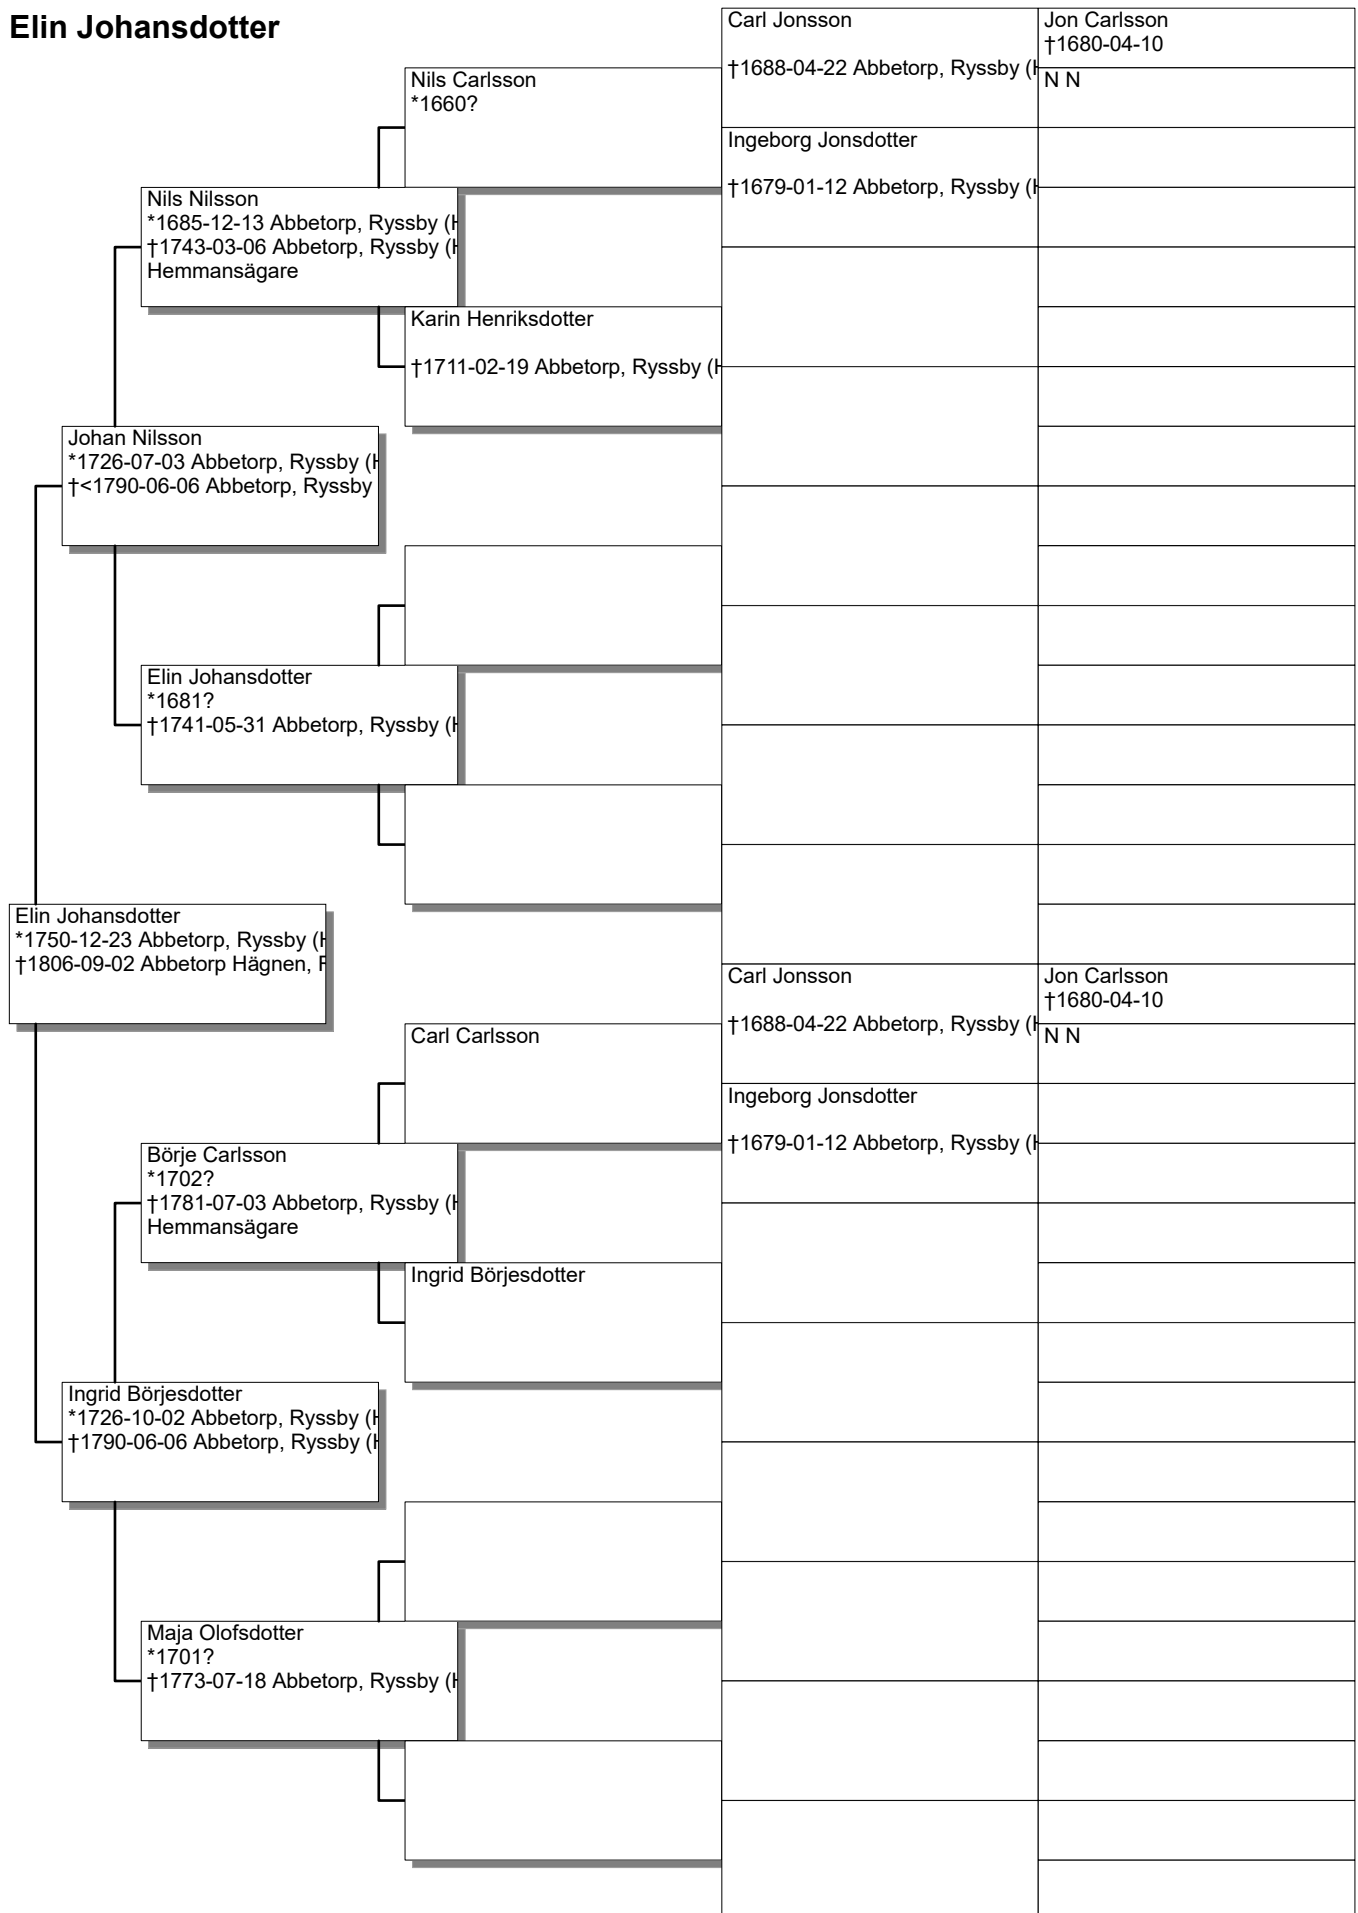 Elin Johansdotter
Carl Jonsson
†1688-04-22 Abbetorp, Ryssby (H
Jon Carlsson
†1680-04-10
N N
Nils Carlsson
*1660?
Ingeborg Jonsdotter
†1679-01-12 Abbetorp, Ryssby (H
Nils Nilsson
*1685-12-13 Abbetorp, Ryssby (H
†1743-03-06 Abbetorp, Ryssby (H
Hemmansägare
Karin Henriksdotter
†1711-02-19 Abbetorp, Ryssby (H
Johan Nilsson
*1726-07-03 Abbetorp, Ryssby (H
†<1790-06-06 Abbetorp, Ryssby
Elin Johansdotter
*1681?
†1741-05-31 Abbetorp, Ryssby (H
Elin Johansdotter
*1750-12-23 Abbetorp, Ryssby (H
†1806-09-02 Abbetorp Hägnen, R
Carl Jonsson
†1688-04-22 Abbetorp, Ryssby (H
Jon Carlsson
†1680-04-10
N N
Carl Carlsson
Ingeborg Jonsdotter
†1679-01-12 Abbetorp, Ryssby (H
Börje Carlsson
*1702?
†1781-07-03 Abbetorp, Ryssby (H
Hemmansägare
Ingrid Börjesdotter
Ingrid Börjesdotter
*1726-10-02 Abbetorp, Ryssby (H
†1790-06-06 Abbetorp, Ryssby (H
Maja Olofsdotter
*1701?
†1773-07-18 Abbetorp, Ryssby (H